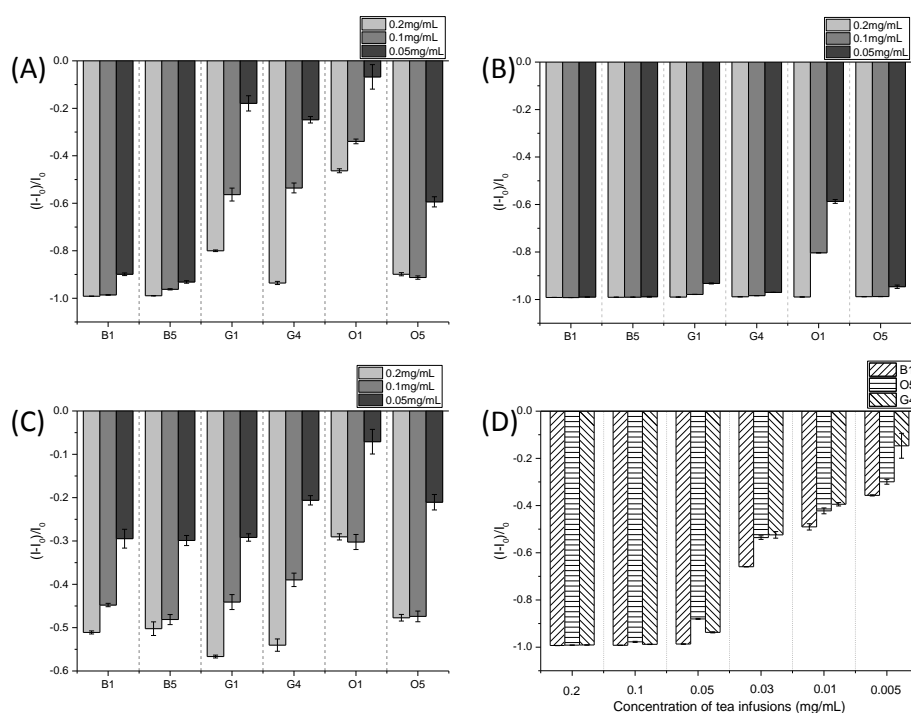 (A)
0.2mg/mL
0.1mg/mL
0.05mg/mL
0.0
-0.2
-0.4
-0.6
-0.8
-1.0
(I-I₀)/I₀
B1 B5 G1 G4 O1 O5
(B)
0.2mg/mL
0.1mg/mL
0.05mg/mL
0.0
-0.2
-0.4
-0.6
-0.8
-1.0
(I-I₀)/I₀
B1 B5 G1 G4 O1 O5
(C)
0.2mg/mL
0.1mg/mL
0.05mg/mL
0.0
-0.1
-0.2
-0.3
-0.4
-0.5
-0.6
(I-I₀)/I₀
B1 B5 G1 G4 O1 O5
(D)
B1
O5
G4
0.0
-0.2
-0.4
-0.6
-0.8
-1.0
(I-I₀)/I₀
0.2 0.1 0.05 0.03 0.01 0.005
Concentration of tea infusions (mg/mL)